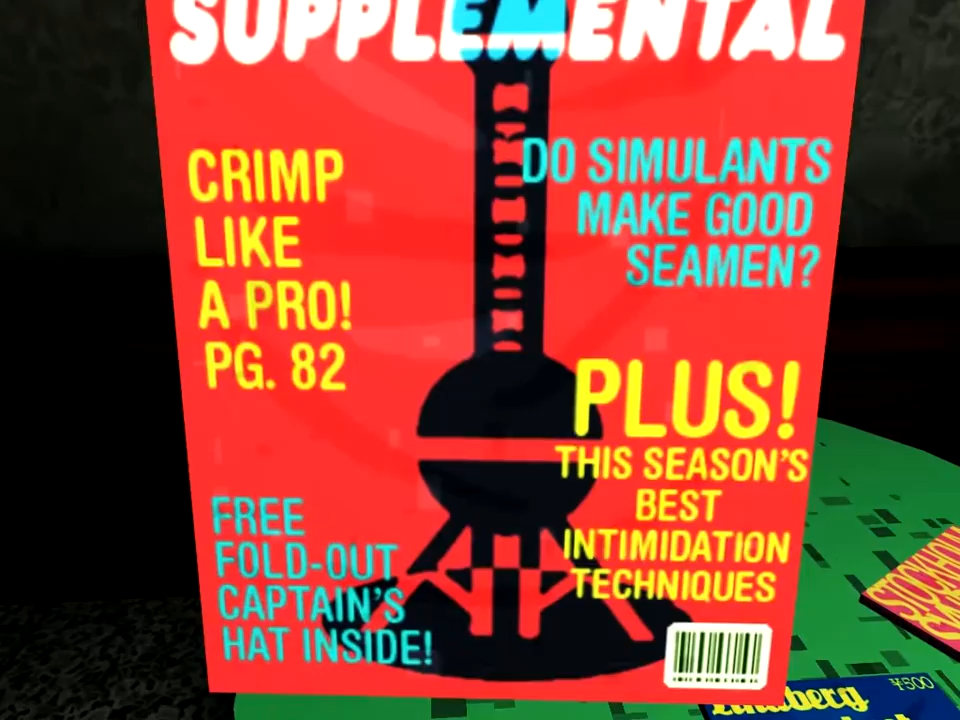 SUPPLEMENTAL
CRIMP
LIKE
A PRO!
PG. 82
DO SIMULANTS
MAKE GOOD
SEAMEN?
PLUS!
THIS SEASON'S
BEST
INTIMIDATION
TECHNIQUES
FREE
FOLD-OUT
CAPTAIN'S
HAT INSIDE!
¥500